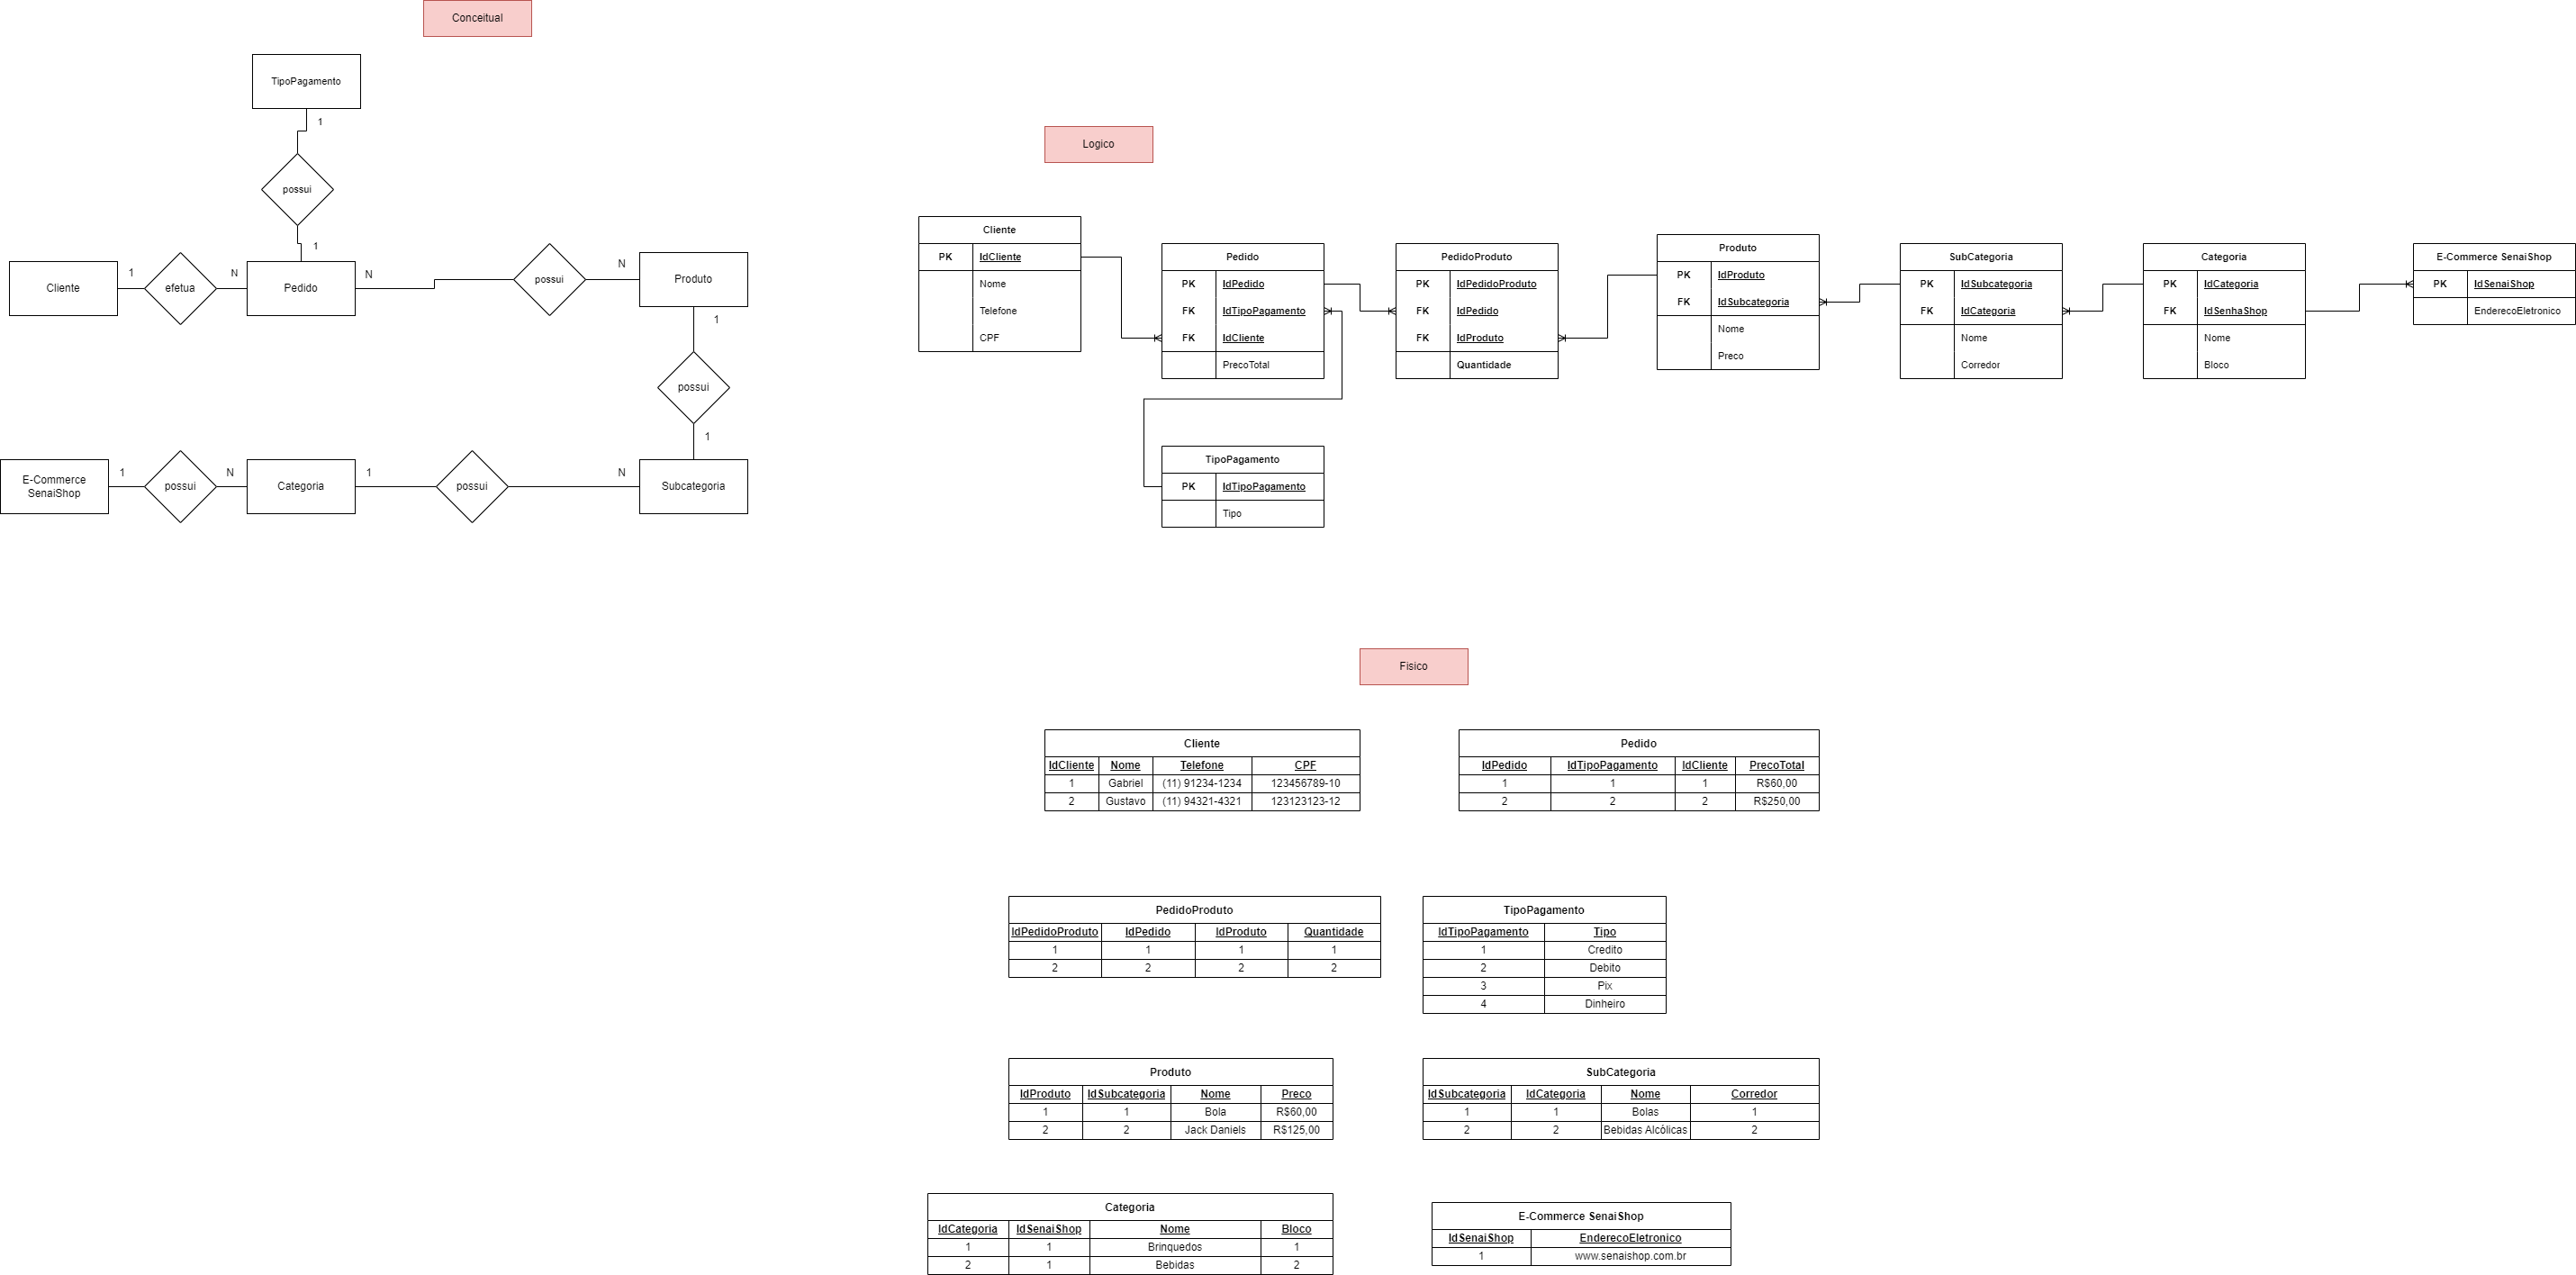 Conceitual
TipoPagamento
1
possui
1
Cliente
1
efetua
N
Pedido
N
possui
N
Produto
1
possui
1
E-Commerce
SenaiShop
1
possui
N
Categoria
1
possui
N
Subcategoria
Logico
Cliente
PK IdCliente
Nome
Telefone
CPF
Pedido
PK IdPedido
FK IdTipoPagamento
FK IdCliente
PrecoTotal
PedidoProduto
PK IdPedidoProduto
FK IdPedido
FK IdProduto
Quantidade
Produto
PK IdProduto
FK IdSubcategoria
Nome
Preco
SubCategoria
PK IdSubcategoria
FK IdCategoria
Nome
Corredor
Categoria
PK IdCategoria
FK IdSenhaShop
Nome
Bloco
E-Commerce SenaiShop
PK IdSenaiShop
EnderecoEletronico
TipoPagamento
PK IdTipoPagamento
Tipo
Fisico
Cliente
IdCliente Nome Telefone CPF
1 Gabriel (11) 91234-1234 123456789-10
2 Gustavo (11) 94321-4321 123123123-12
Pedido
IdPedido IdTipoPagamento IdCliente PrecoTotal
1 1 1 R$60,00
2 2 2 R$250,00
PedidoProduto
IdPedidoProduto IdPedido IdProduto Quantidade
1 1 1 1
2 2 2 2
TipoPagamento
IdTipoPagamento Tipo
1 Credito
2 Debito
3 Pix
4 Dinheiro
Produto
IdProduto IdSubcategoria Nome Preco
1 1 Bola R$60,00
2 2 Jack Daniels R$125,00
SubCategoria
IdSubcategoria IdCategoria Nome Corredor
1 1 Bolas 1
2 2 Bebidas Alcólicas 2
Categoria
IdCategoria IdSenaiShop Nome Bloco
1 1 Brinquedos 1
2 1 Bebidas 2
E-Commerce SenaiShop
IdSenaiShop EnderecoEletronico
1 www.senaishop.com.br